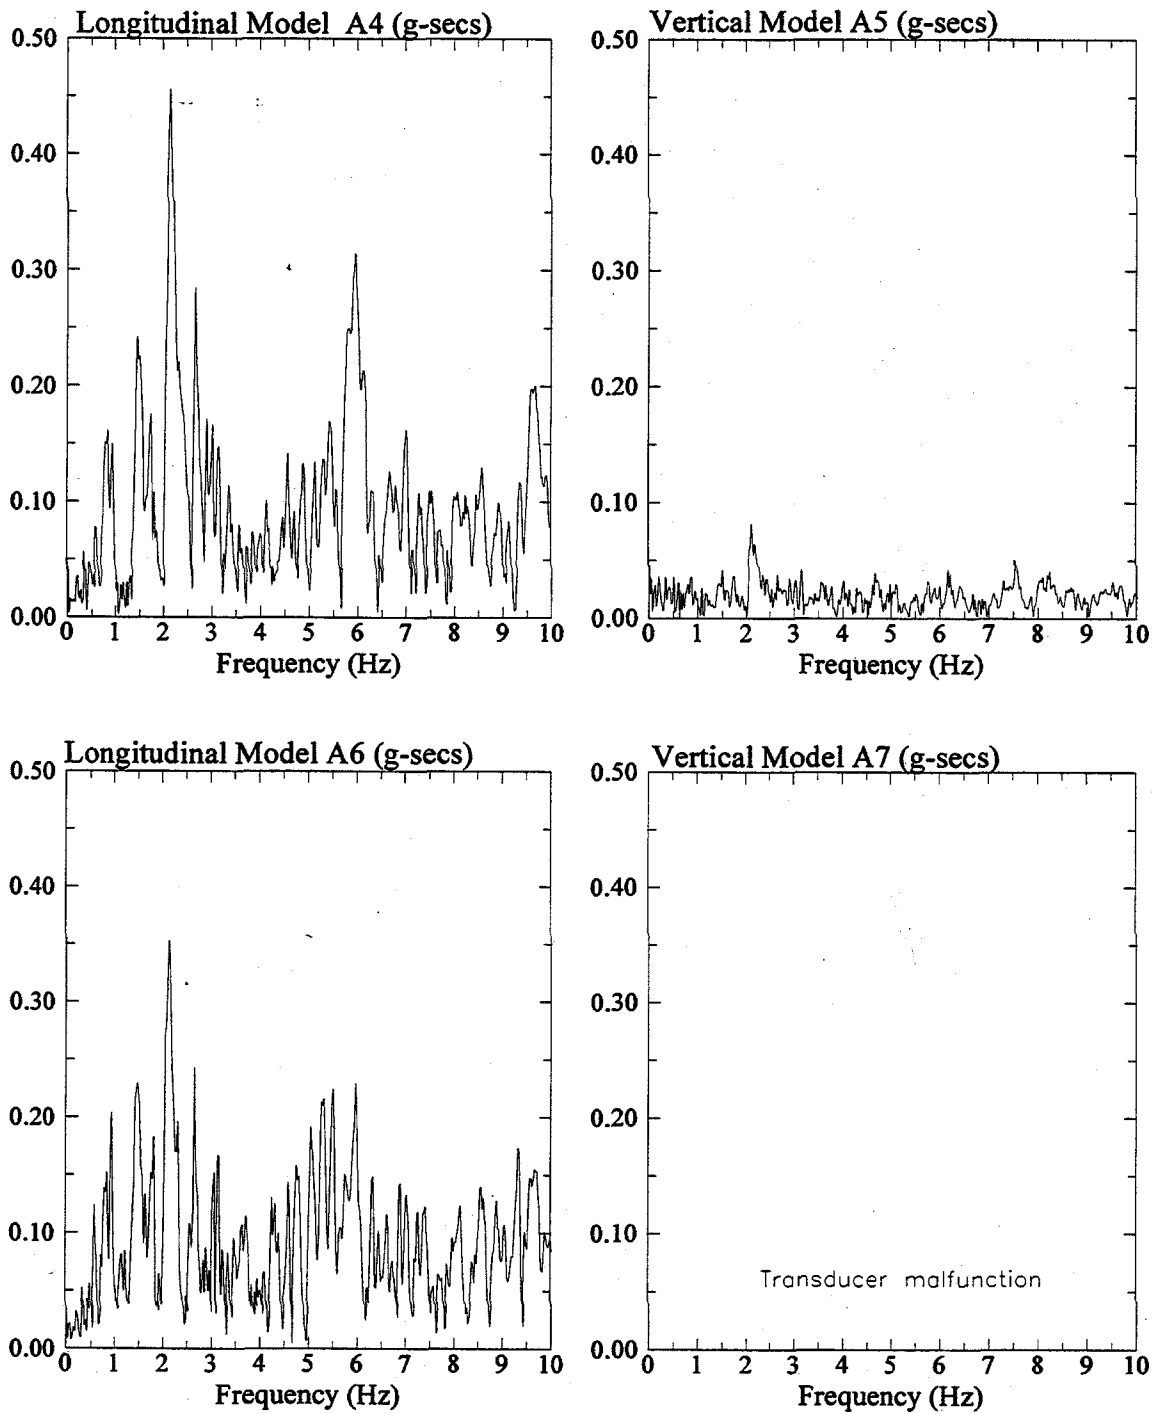 Longitudinal Model A4 (g-secs)
0.50
0.40
0.30
0.20
0.10
0.00
0 1 2 3 4 5 6 7 8 9 10
Frequency (Hz)
Vertical Model A5 (g-secs)
0.50
0.40
0.30
0.20
0.10
0.00
0 1 2 3 4 5 6 7 8 9 10
Frequency (Hz)
Longitudinal Model A6 (g-secs)
0.50
0.40
0.30
0.20
0.10
0.00
0 1 2 3 4 5 6 7 8 9 10
Frequency (Hz)
Vertical Model A7 (g-secs)
0.50
0.40
0.30
0.20
0.10
Transducer malfunction
0.00
0 1 2 3 4 5 6 7 8 9 10
Frequency (Hz)